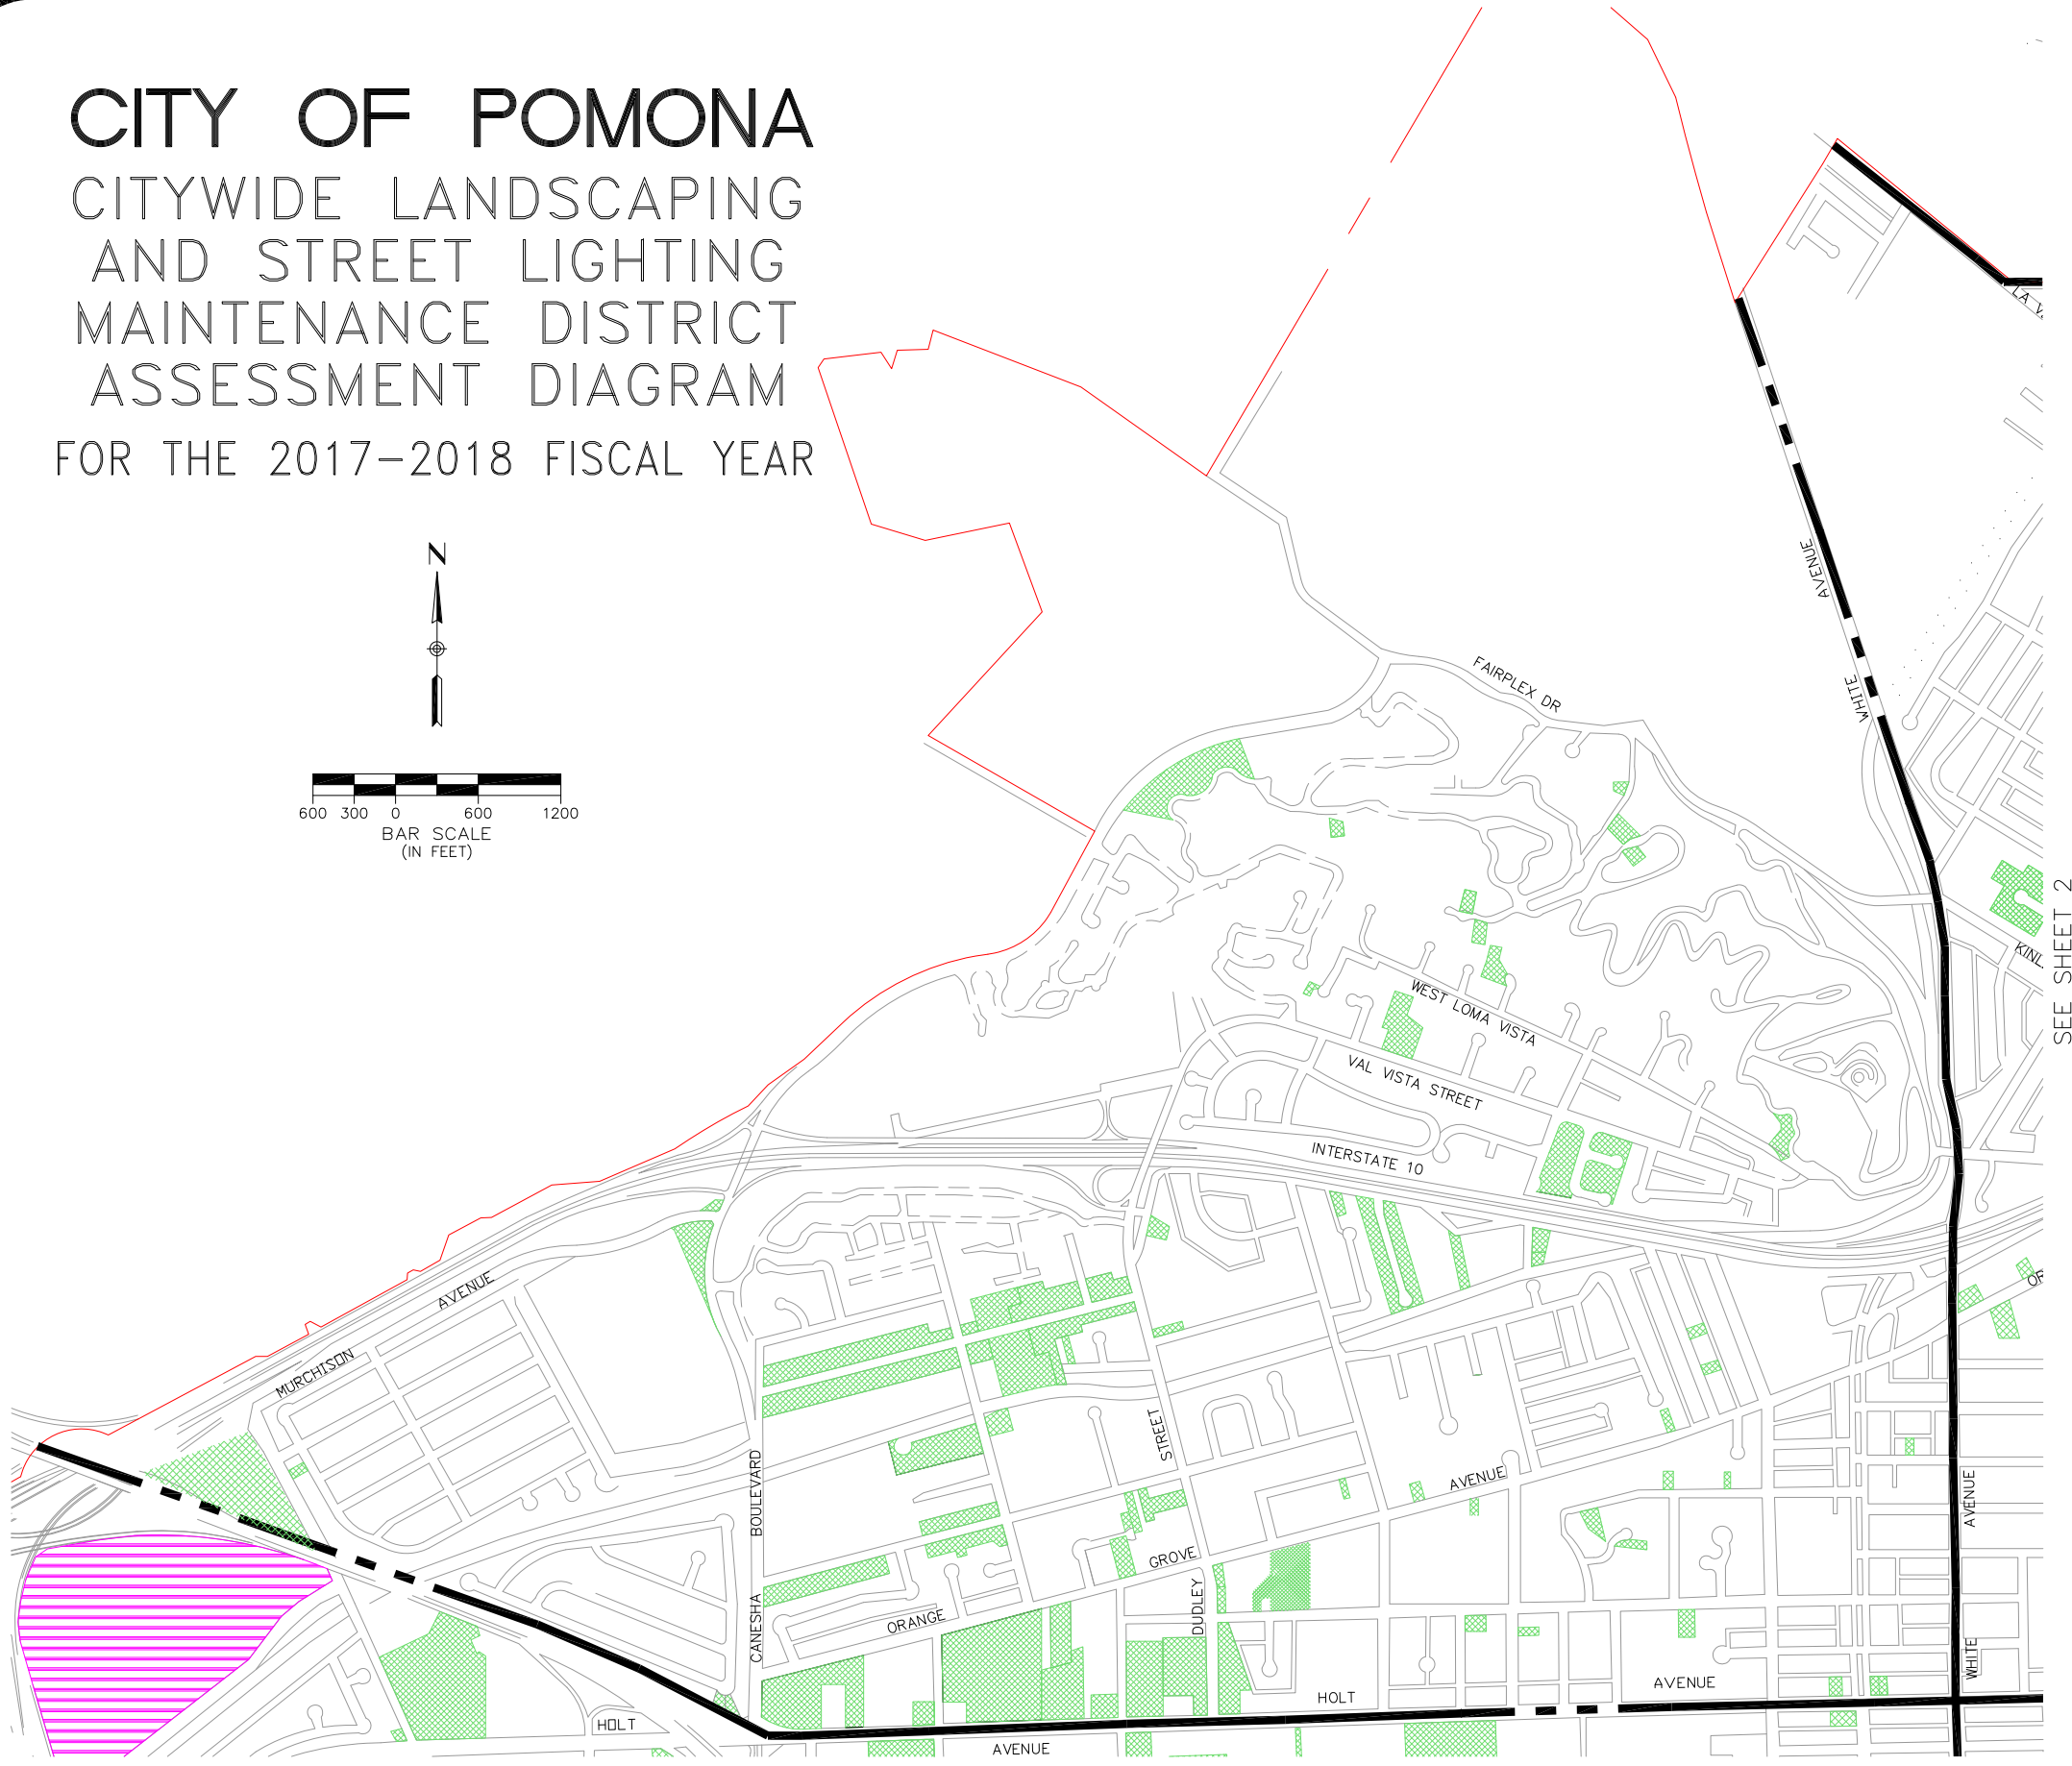 CITY OF POMONA
CITYWIDE LANDSCAPING
AND STREET LIGHTING
MAINTENANCE DISTRICT
ASSESSMENT DIAGRAM
FOR THE 2017-2018 FISCAL YEAR
N
600 300 0 600 1200
BAR SCALE
(IN FEET)
LA V
AVENUE
WHITE
FAIRPLEX DR
SEE SHEET 2
KINL
WEST LOMA VISTA
VAL VISTA STREET
INTERSTATE 10
OR
AVENUE
MURCHISON
STREET
BOULEVARD
AVENUE
AVENUE
GROVE
DUDLEY
CANESHA
ORANGE
WHITE
HOLT
AVENUE
HOLT
AVENUE